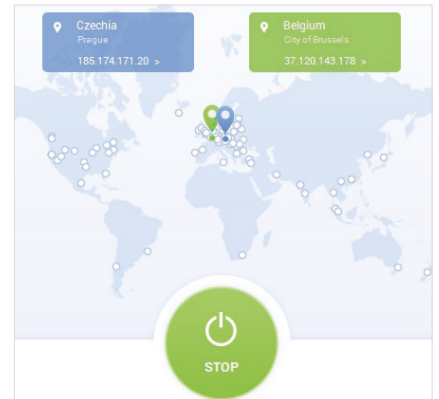 Czechia
Prague
185.174.171.20 >
Belgium
City of Brussels
37.120.143.178 >
STOP